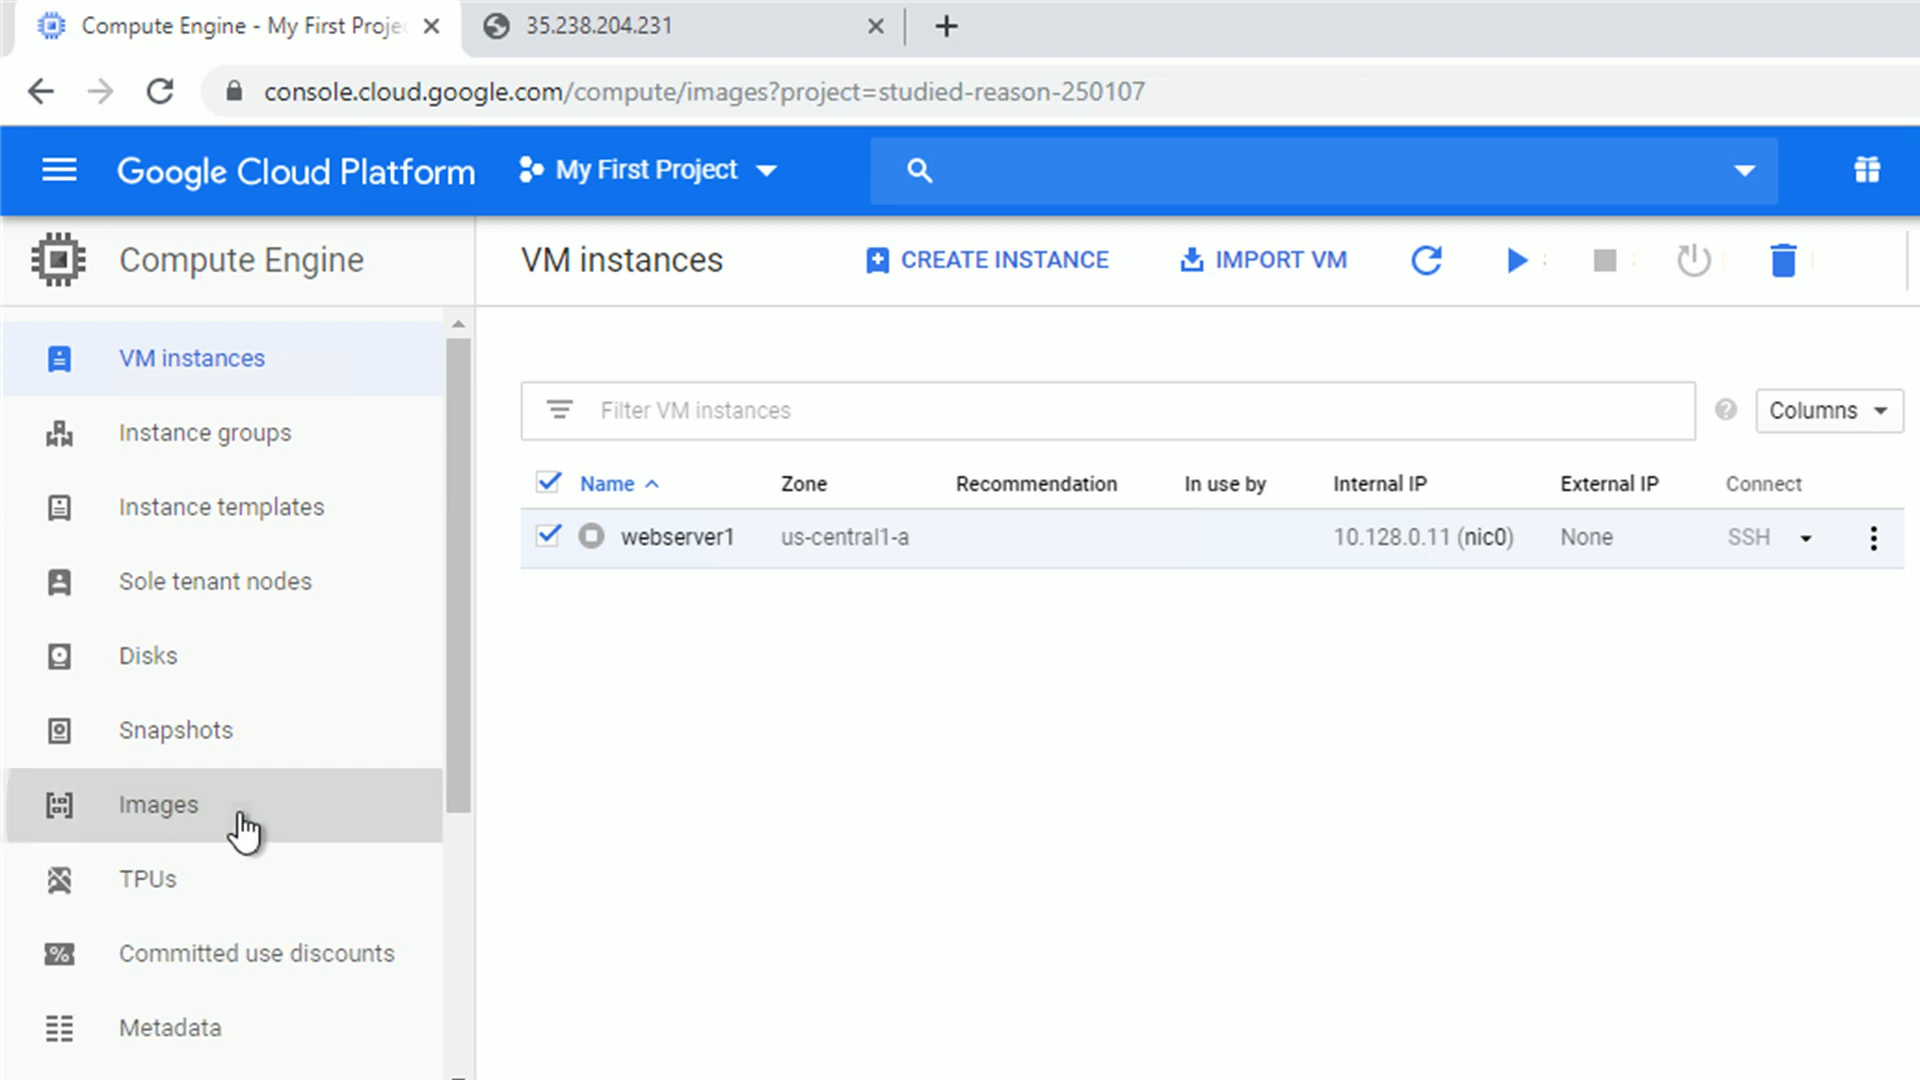 Compute Engine - My First Proje
35.238.204.231
console.cloud.google.com/compute/images?project=studied-reason-250107
Google Cloud Platform
My First Project
Compute Engine
VM instances
CREATE INSTANCE
IMPORT VM
VM instances
Instance groups
Instance templates
Sole tenant nodes
Disks
Snapshots
Images
TPUs
Committed use discounts
Metadata
Filter VM instances
Columns
Name Zone Recommendation In use by Internal IP External IP Connect
webserver1 us-central1-a 10.128.0.11 (nic0) None SSH